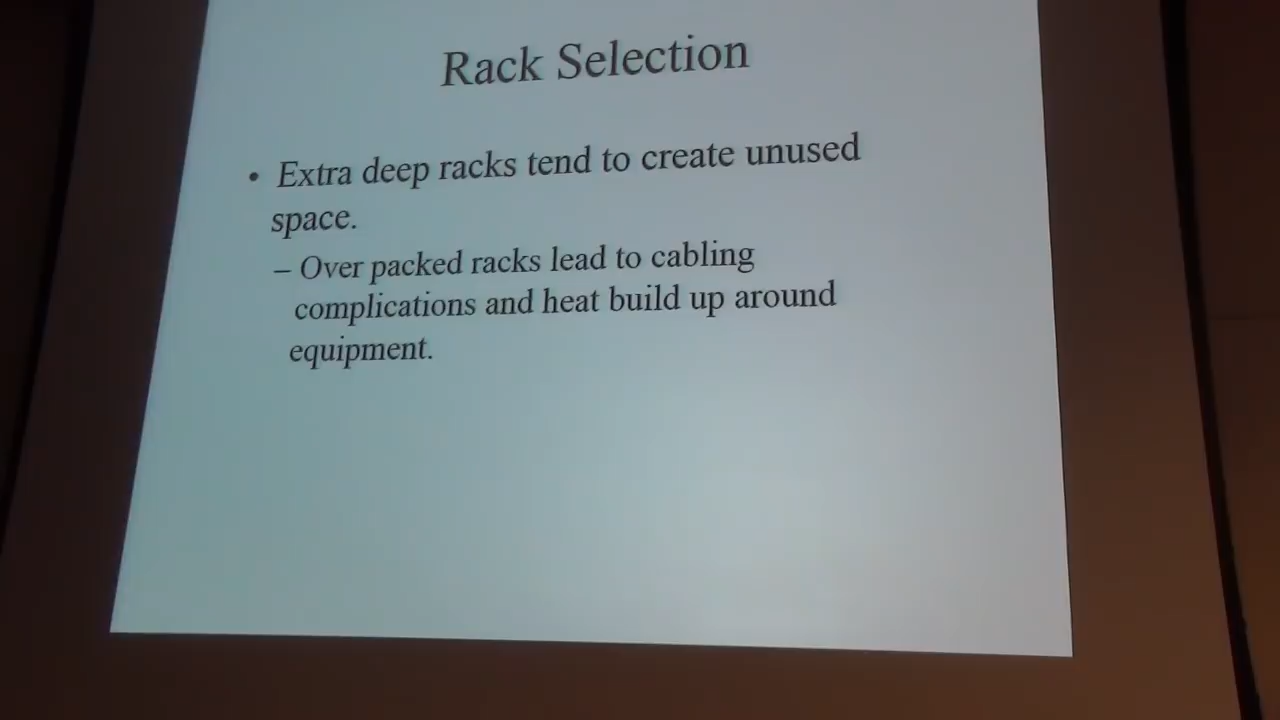 Rack Selection
• Extra deep racks tend to create unused
space.
– Over packed racks lead to cabling
complications and heat build up around
equipment.